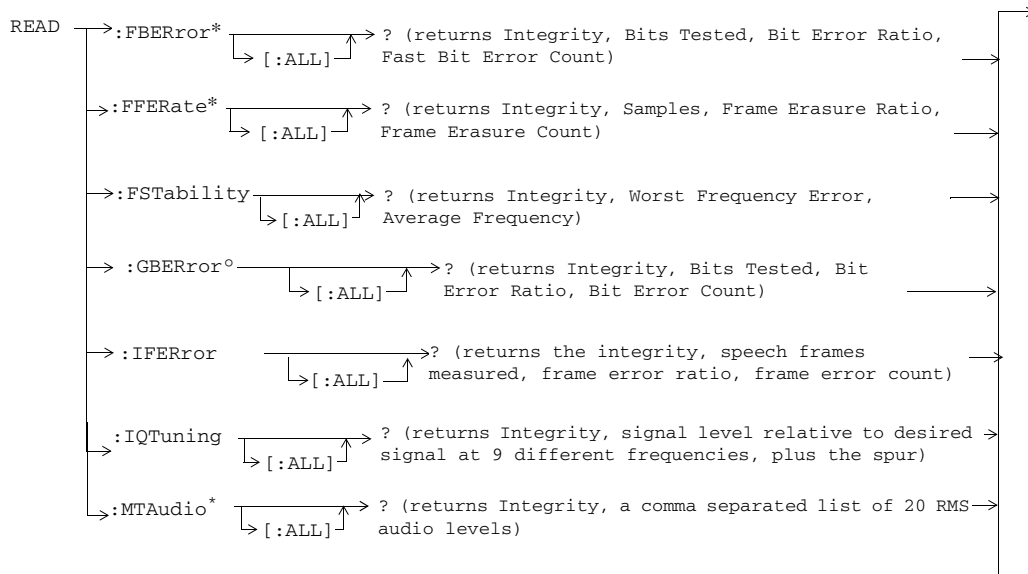 READ :FBERror* ? (returns Integrity, Bits Tested, Bit Error Ratio,
[:ALL] Fast Bit Error Count)
:FFERate* ? (returns Integrity, Samples, Frame Erasure Ratio,
[:ALL] Frame Erasure Count)
:FSTability ? (returns Integrity, Worst Frequency Error,
[:ALL] Average Frequency)
:GBERror° ? (returns Integrity, Bits Tested, Bit
[:ALL] Error Ratio, Bit Error Count)
:IFERror ? (returns the integrity, speech frames
[:ALL] measured, frame error ratio, frame error count)
:IQTuning ? (returns Integrity, signal level relative to desired
[:ALL] signal at 9 different frequencies, plus the spur)
:MTAudio* ? (returns Integrity, a comma separated list of 20 RMS
[:ALL] audio levels)